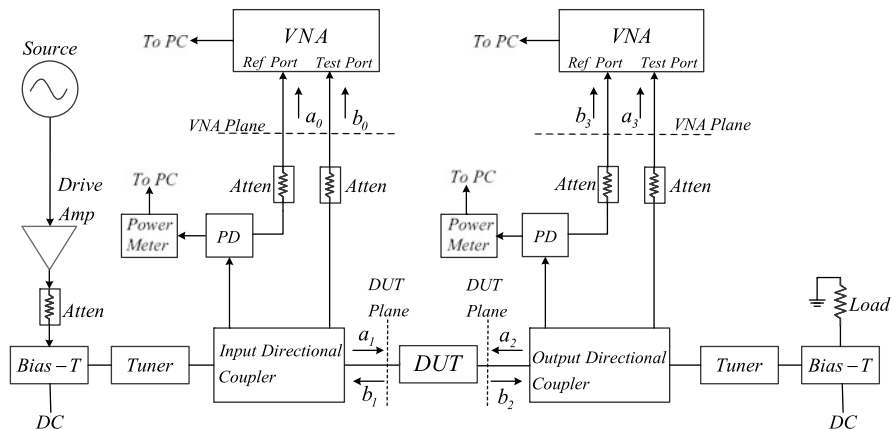 Source
Drive
Amp
Atten
Bias-T
DC
Tuner
To PC
VNA
Ref Port Test Port
a0
b0
VNA Plane
Atten
Atten
To PC
Power
Meter
PD
Input Directional
Coupler
DUT
Plane
a1
b1
DUT
DUT
Plane
a2
b2
To PC
VNA
Ref Port Test Port
b3
a3
VNA Plane
Atten
Atten
To PC
Power
Meter
PD
Output Directional
Coupler
Tuner
Load
Bias-T
DC